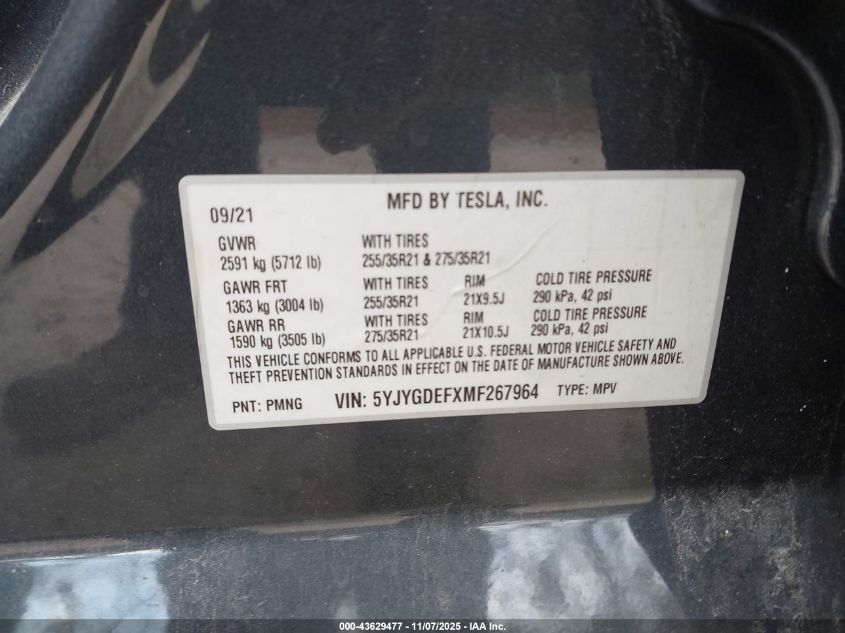 09/21 MFD BY TESLA, INC.
GVWR WITH TIRES
2591 kg (5712 lb) 255/35R21 & 275/35R21
GAWR FRT WITH TIRES RIM COLD TIRE PRESSURE
1363 kg (3004 lb) 255/35R21 21X9.5J 290 kPa, 42 psi
GAWR RR WITH TIRES RIM COLD TIRE PRESSURE
1590 kg (3505 lb) 275/35R21 21X10.5J 290 kPa, 42 psi
THIS VEHICLE CONFORMS TO ALL APPLICABLE U.S. FEDERAL MOTOR VEHICLE SAFETY AND
THEFT PREVENTION STANDARDS IN EFFECT ON THE DATE OF MANUFACTURE SHOWN ABOVE.
PNT: PMNG VIN: 5YJYGDEFXMF267964 TYPE: MPV
000-43629477 - 11/07/2025 - IAA Inc.